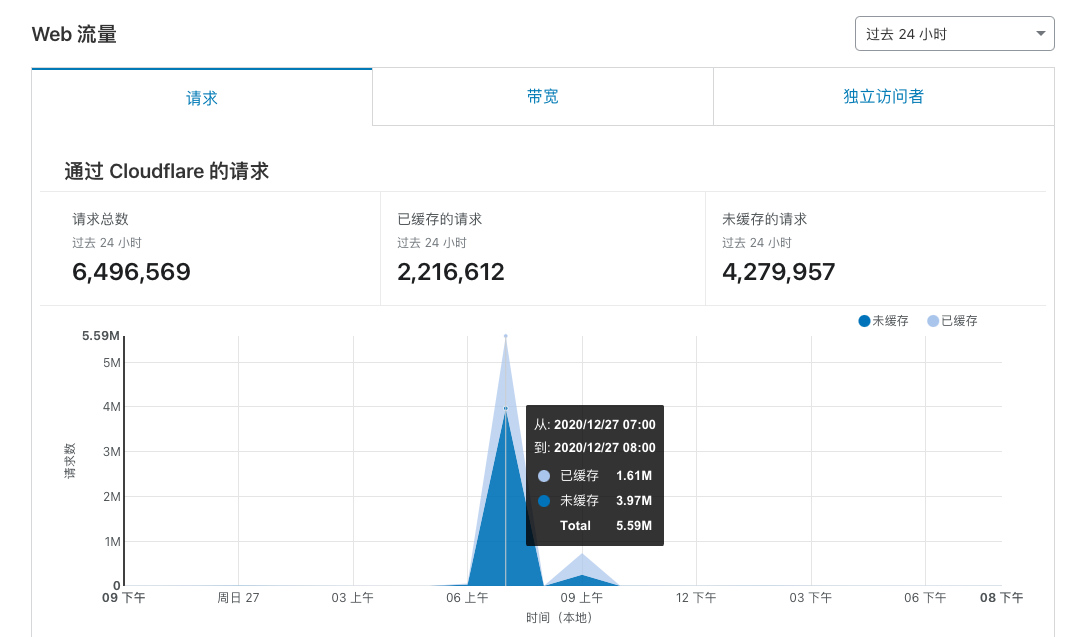 Web 流量
过去 24 小时
请求
带宽
独立访问者
通过 Cloudflare 的请求
请求总数
过去 24 小时
6,496,569
已缓存的请求
过去 24 小时
2,216,612
未缓存的请求
过去 24 小时
4,279,957
未缓存
已缓存
5.59M
5M
4M
3M
2M
1M
0
请求数
从: 2020/12/27 07:00
到: 2020/12/27 08:00
已缓存 1.61M
未缓存 3.97M
Total 5.59M
09 下午
周日 27
03 上午
06 上午
09 上午
12 下午
03 下午
06 下午
08 下午
时间（本地）